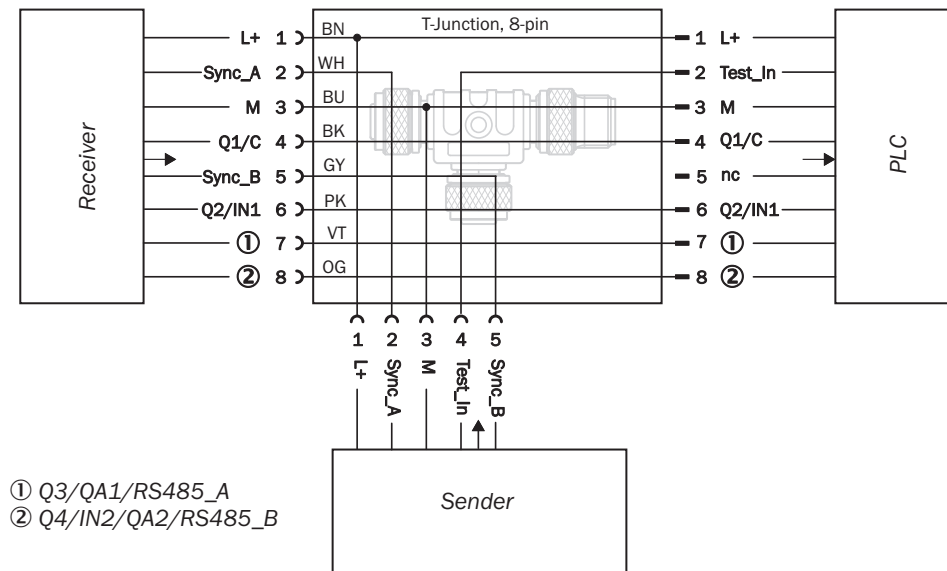 T-Junction, 8-pin
L+ 1 BN 1 L+
Sync_A 2 WH 2 Test_In
M 3 BU 3 M
Q1/C 4 BK 4 Q1/C
Sync_B 5 GY 5 nc
Q2/IN1 6 PK 6 Q2/IN1
① 7 VT 7 ①
② 8 OG 8 ②
Receiver
PLC
1 2 3 4 5
L+
Sync_A
M
Test_In
Sync_B
Sender
① Q3/QA1/RS485_A
② Q4/IN2/QA2/RS485_B